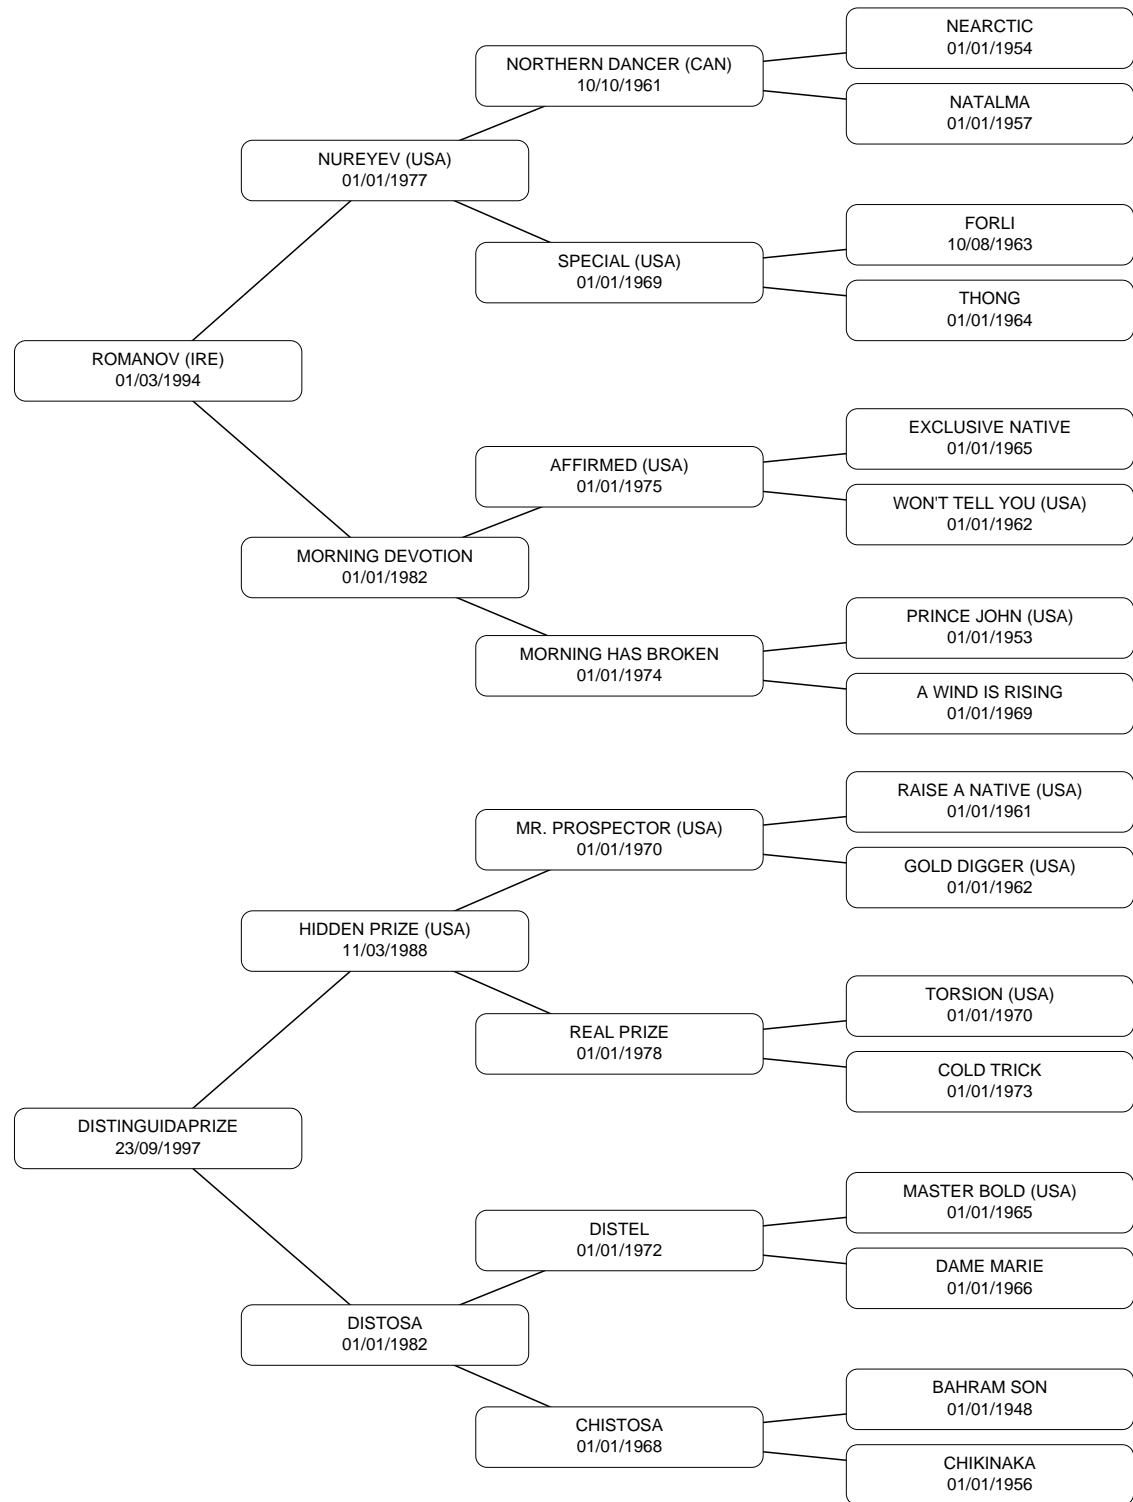 NEARCTIC
01/01/1954
NORTHERN DANCER (CAN)
10/10/1961
NATALMA
01/01/1957
NUREYEV (USA)
01/01/1977
FORLI
10/08/1963
SPECIAL (USA)
01/01/1969
THONG
01/01/1964
ROMANOV (IRE)
01/03/1994
EXCLUSIVE NATIVE
01/01/1965
AFFIRMED (USA)
01/01/1975
WON'T TELL YOU (USA)
01/01/1962
MORNING DEVOTION
01/01/1982
PRINCE JOHN (USA)
01/01/1953
MORNING HAS BROKEN
01/01/1974
A WIND IS RISING
01/01/1969
RAISE A NATIVE (USA)
01/01/1961
MR. PROSPECTOR (USA)
01/01/1970
GOLD DIGGER (USA)
01/01/1962
HIDDEN PRIZE (USA)
11/03/1988
TORSION (USA)
01/01/1970
REAL PRIZE
01/01/1978
COLD TRICK
01/01/1973
DISTINGUIDAPRIZE
23/09/1997
MASTER BOLD (USA)
01/01/1965
DISTEL
01/01/1972
DAME MARIE
01/01/1966
DISTOSA
01/01/1982
BAHRAM SON
01/01/1948
CHISTOSA
01/01/1968
CHIKINAKA
01/01/1956